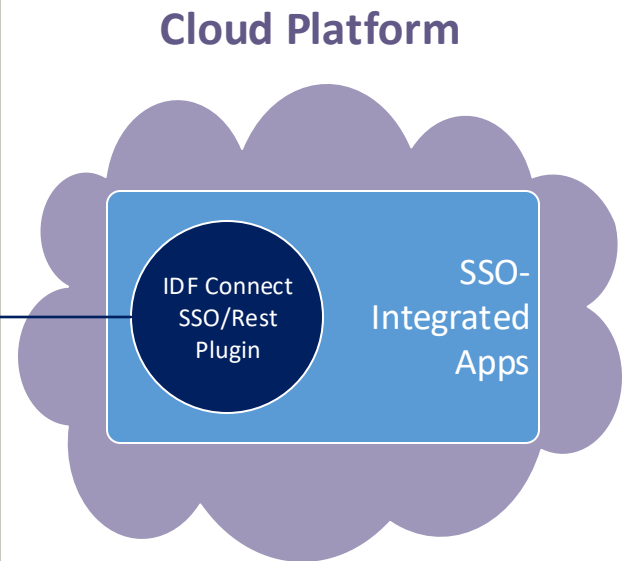 Cloud Platform
IDF Connect
SSO/Rest
Plugin
SSO-
Integrated
Apps